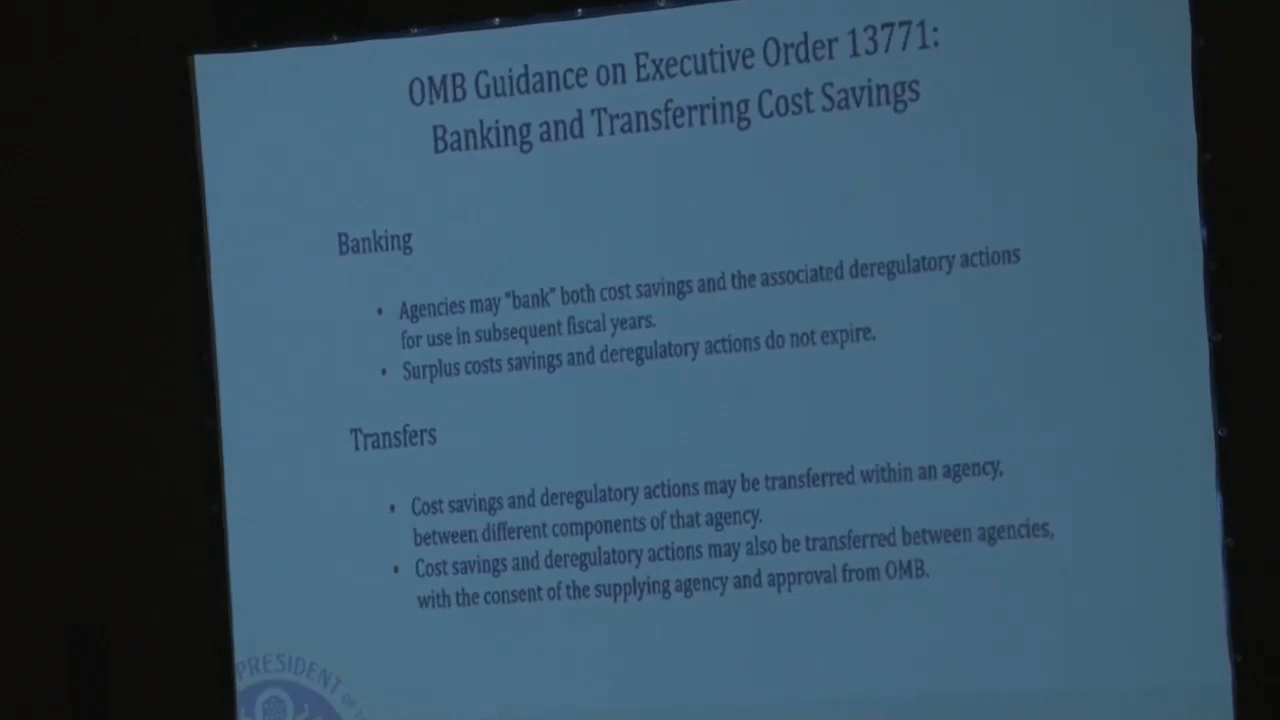 OMB Guidance on Executive Order 13771:
Banking and Transferring Cost Savings
Banking
• Agencies may “bank” both cost savings and the associated deregulatory actions
for use in subsequent fiscal years.
• Surplus costs savings and deregulatory actions do not expire.
Transfers
• Cost savings and deregulatory actions may be transferred within an agency,
between different components of that agency.
• Cost savings and deregulatory actions may also be transferred between agencies,
with the consent of the supplying agency and approval from OMB.
PRESIDENT OF